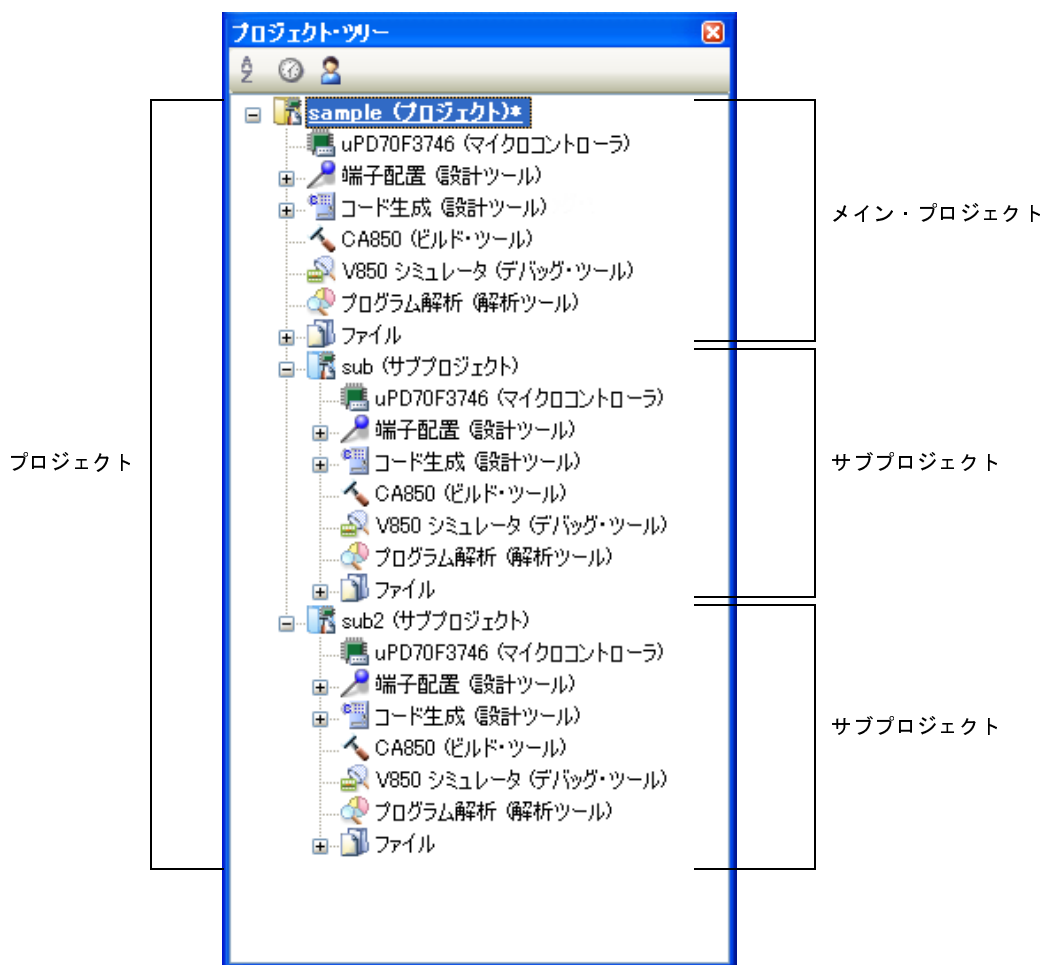 プロジェクト・ツリー
sample (プロジェクト)*
uPD70F3746 (マイクロコントローラ)
端子配置 (設計ツール)
コード生成 (設計ツール)
CA850 (ビルド・ツール)
V850 シミュレータ (デバッグ・ツール)
プログラム解析 (解析ツール)
ファイル
メイン・プロジェクト
sub (サブプロジェクト)
uPD70F3746 (マイクロコントローラ)
端子配置 (設計ツール)
コード生成 (設計ツール)
CA850 (ビルド・ツール)
V850 シミュレータ (デバッグ・ツール)
プログラム解析 (解析ツール)
ファイル
プロジェクト
サブプロジェクト
sub2 (サブプロジェクト)
uPD70F3746 (マイクロコントローラ)
端子配置 (設計ツール)
コード生成 (設計ツール)
CA850 (ビルド・ツール)
V850 シミュレータ (デバッグ・ツール)
プログラム解析 (解析ツール)
ファイル
サブプロジェクト